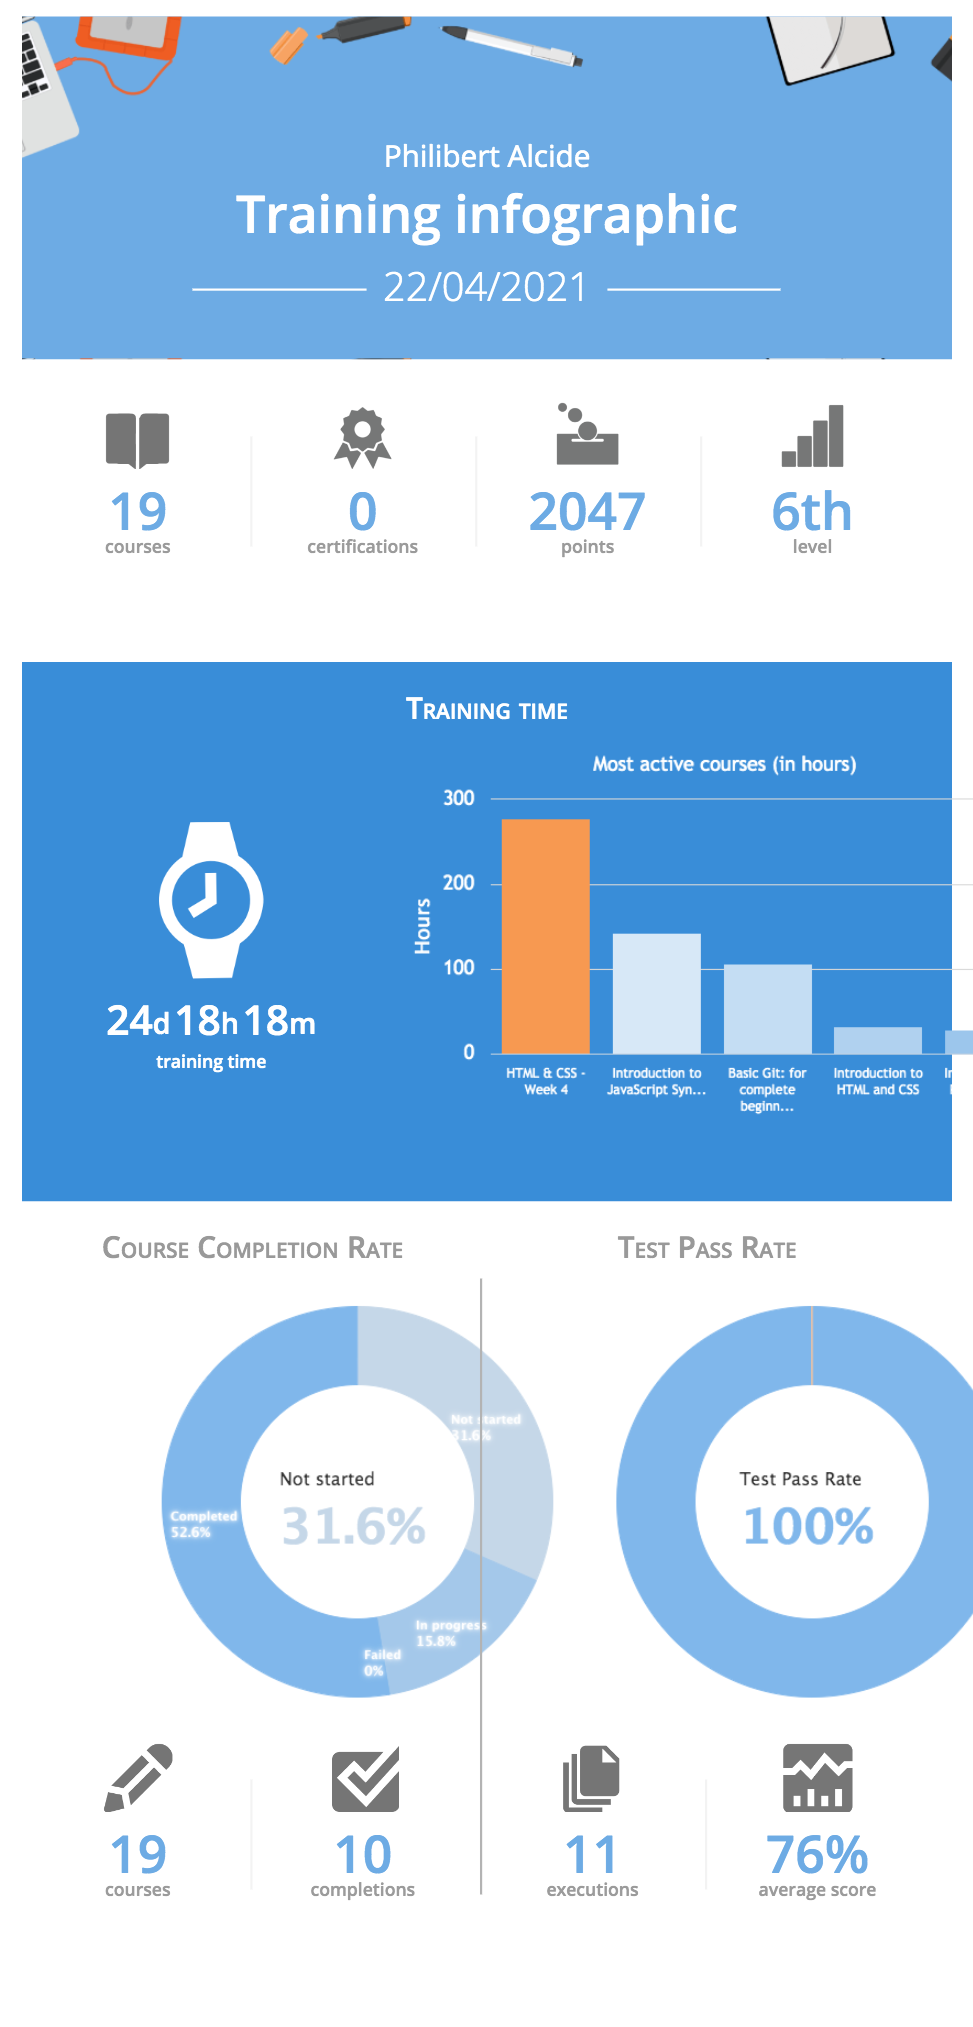 Philibert Alcide
Training infographic
22/04/2021
19
courses
0
certifications
2047
points
6th
level
Training time
Most active courses (in hours)
300
200
100
0
Hours
HTML & CSS -
Week 4
Introduction to
JavaScript Syn...
Basic Git: for
complete
beginn...
Introduction to
HTML and CSS
24d 18h 18m
training time
Course Completion Rate
Not started
31.6%
Completed
52.6%
Not started
31.6%
In progress
15.8%
Failed
0%
Test Pass Rate
Test Pass Rate
100%
19
courses
10
completions
11
executions
76%
average score